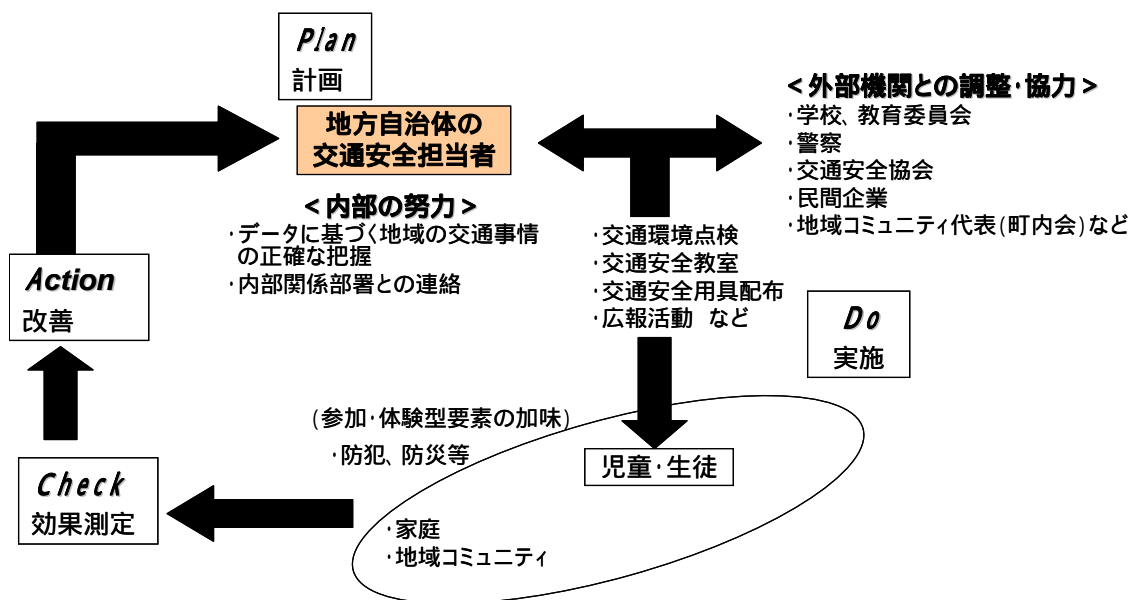 Plan
計画
地方自治体の
交通安全担当者
<内部の努力>
・データに基づく地域の交通事情
の正確な把握
・内部関係部署との連絡
<外部機関との調整・協力>
・学校、教育委員会
・警察
・交通安全協会
・民間企業
・地域コミュニティ代表(町内会)など
・交通環境点検
・交通安全教室
・交通安全用具配布
・広報活動 など
Do
実施
Action
改善
(参加・体験型要素の加味)
・防犯、防災等
児童・生徒
Check
効果測定
・家庭
・地域コミュニティ